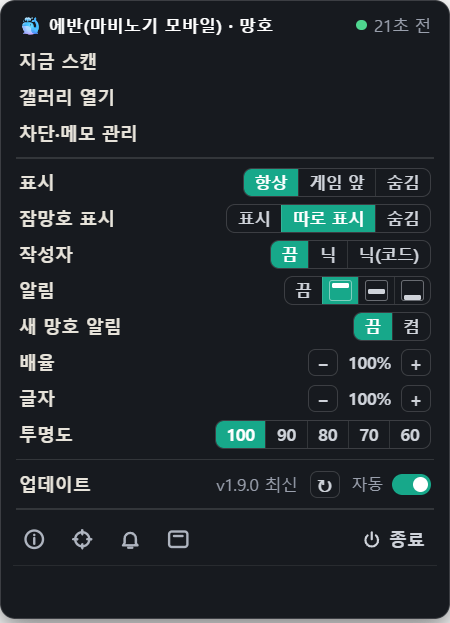 에반(마비노기 모바일) · 망호 21초 전
지금 스캔
갤러리 열기
차단·메모 관리
표시 항상 게임 앞 숨김
잠망호 표시 표시 따로 표시 숨김
작성자 끔 닉 닉(코드)
알림 끔
새 망호 알림 끔 켬
배율 − 100% +
글자 − 100% +
투명도 100 90 80 70 60
업데이트 v1.9.0 최신 ↻ 자동
종료